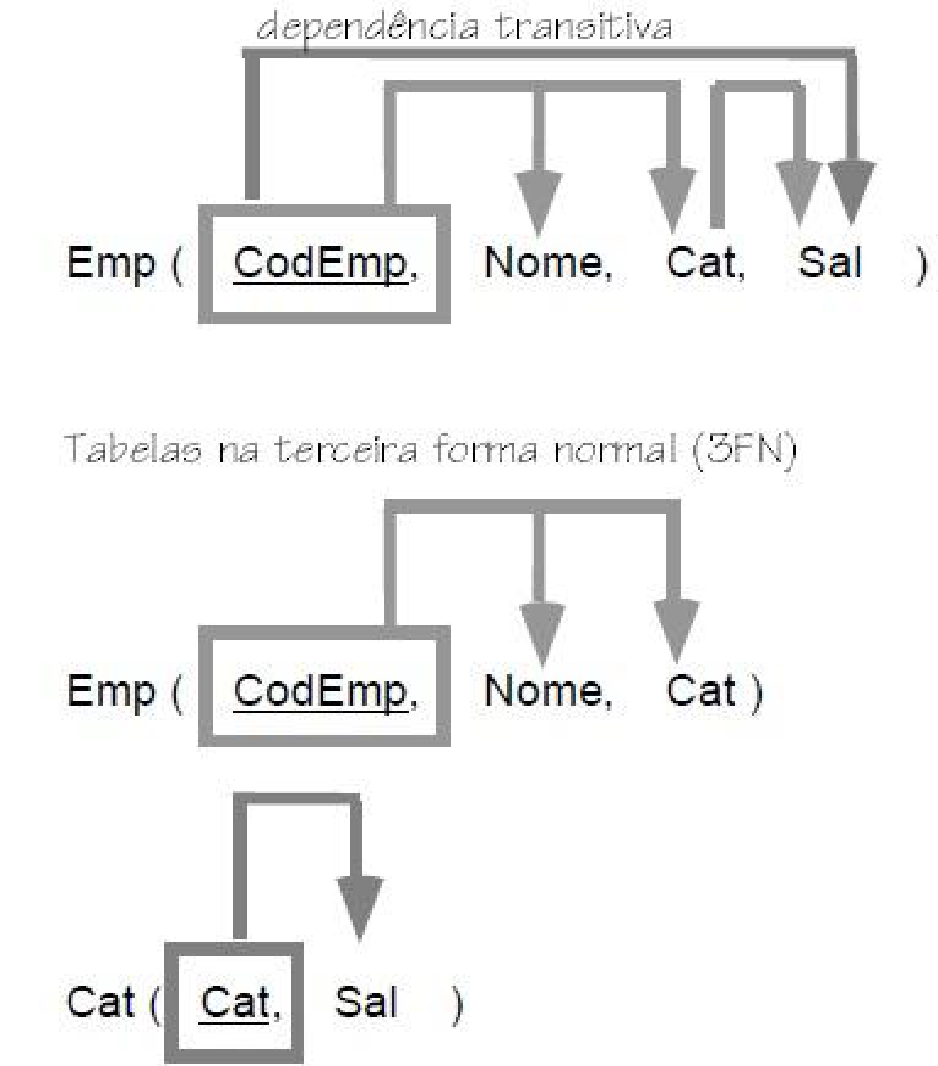 dependência transitiva
Emp ( CodEmp, Nome, Cat, Sal )
Tabelas na terceira forma normal (3FN)
Emp ( CodEmp, Nome, Cat )
Cat ( Cat, Sal )